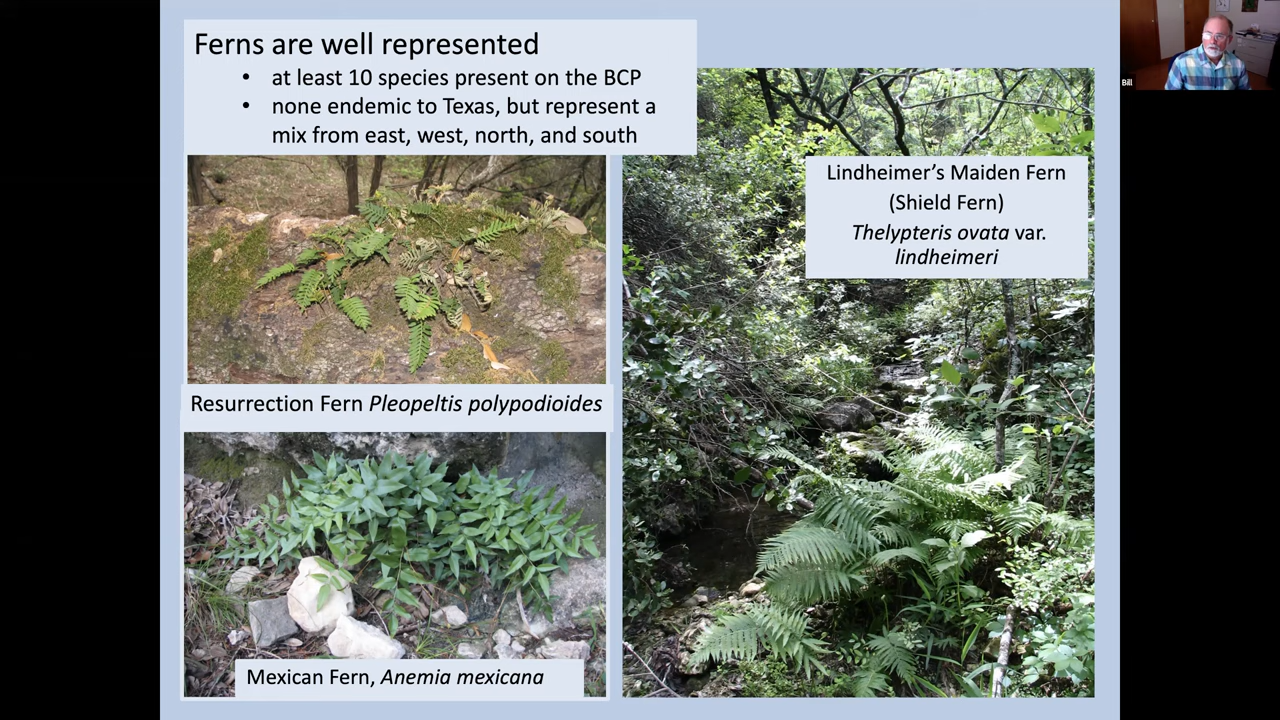 Ferns are well represented
• at least 10 species present on the BCP
• none endemic to Texas, but represent a
mix from east, west, north, and south
Resurrection Fern Pleopeltis polypodioides
Mexican Fern, Anemia mexicana
Lindheimer’s Maiden Fern
(Shield Fern)
Thelypteris ovata var.
lindheimeri
Bill